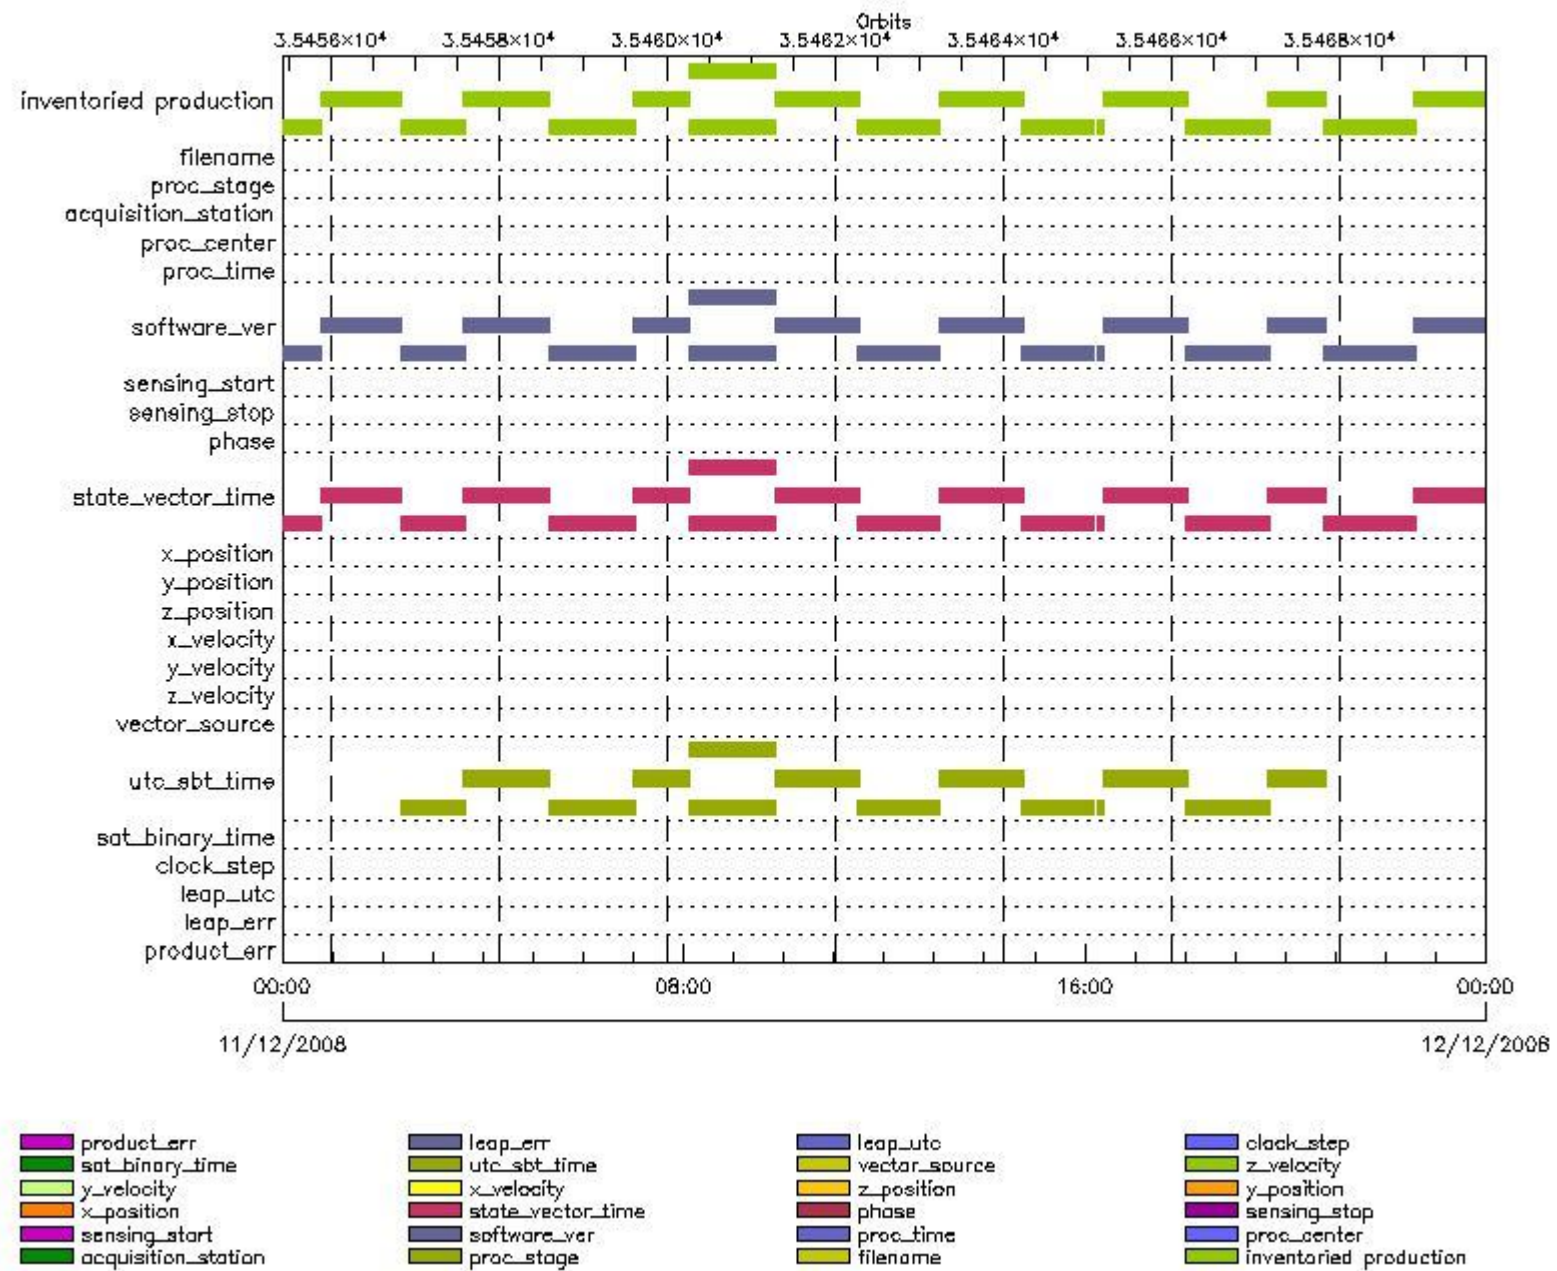 Orbits
3.5456×10⁴ 3.5458×10⁴ 3.5460×10⁴ 3.5462×10⁴ 3.5464×10⁴ 3.5466×10⁴ 3.5468×10⁴
inventoried production
filename
proc_stage
acquisition_station
proc_center
proc_time
software_ver
sensing_start
sensing_stop
phase
state_vector_time
x_position
y_position
z_position
x_velocity
y_velocity
z_velocity
vector_source
utc_sbt_time
sat_binary_time
clock_step
leap_utc
leap_err
product_err
00:00 08:00 16:00 00:00
11/12/2008 12/12/2008
product_err leap_err leap_utc clock_step
sat_binary_time utc_sbt_time vector_source z_velocity
y_velocity x_velocity z_position y_position
x_position state_vector_time phase sensing_stop
sensing_start software_ver proc_time proc_center
acquisition_station proc_stage filename inventoried production